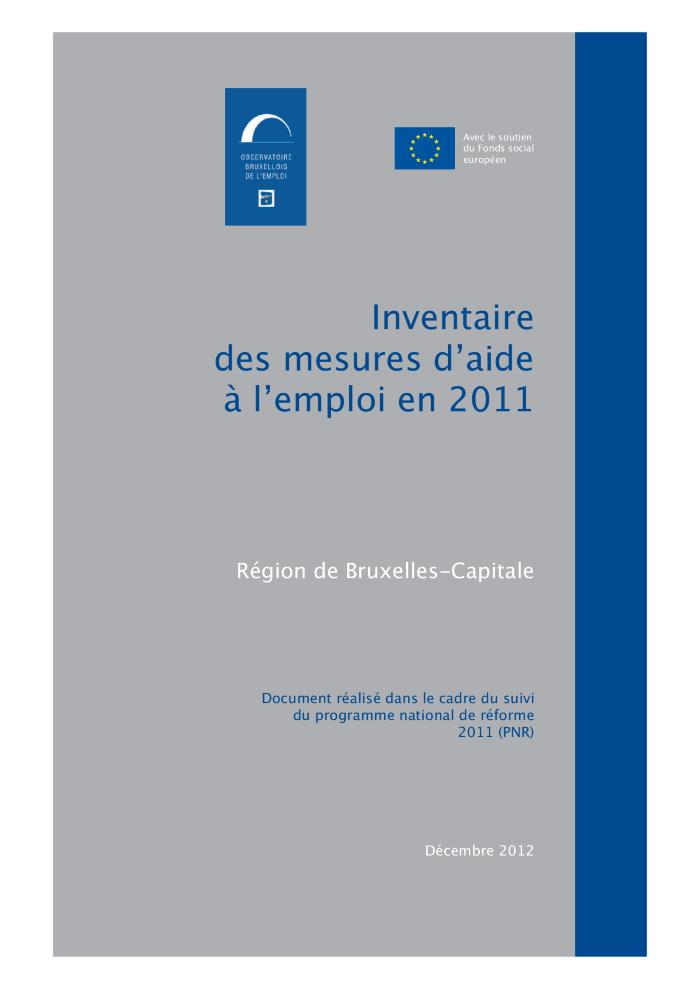 OBSERVATOIRE
BRUXELLOIS
DE L'EMPLOI
Avec le soutien
du Fonds social
européen
Inventaire
des mesures d'aide
à l'emploi en 2011
Région de Bruxelles-Capitale
Document réalisé dans le cadre du suivi
du programme national de réforme
2011 (PNR)
Décembre 2012